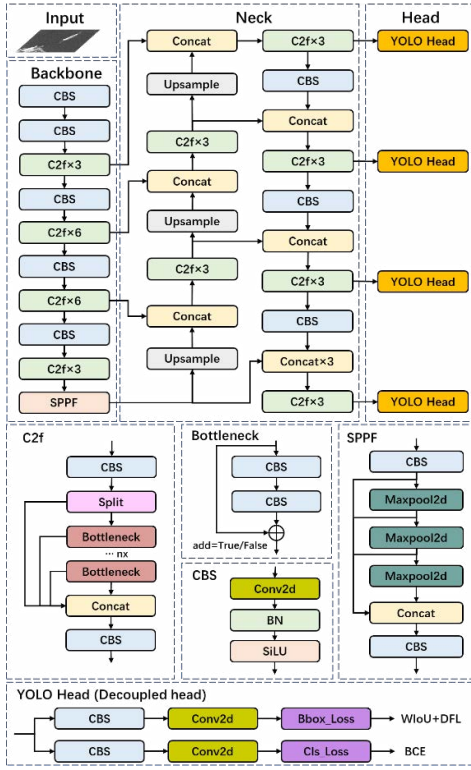 Input
Neck
Head
Concat
C2f×3
YOLO Head
Backbone
Upsample
CBS
CBS
CBS
Concat
C2f×3
C2f×3
C2f×3
YOLO Head
CBS
Concat
CBS
C2f×6
Upsample
Concat
CBS
C2f×3
C2f×3
YOLO Head
C2f×6
Concat
CBS
CBS
Upsample
Concat×3
C2f×3
SPPF
C2f×3
YOLO Head
C2f
CBS
Split
Bottleneck
··· nx
Bottleneck
Concat
CBS
Bottleneck
CBS
CBS
add=True/False
CBS
Conv2d
BN
SiLU
SPPF
CBS
Maxpool2d
Maxpool2d
Maxpool2d
Concat
CBS
YOLO Head (Decoupled head)
CBS
Conv2d
Bbox_Loss
WIoU+DFL
CBS
Conv2d
Cls_Loss
BCE